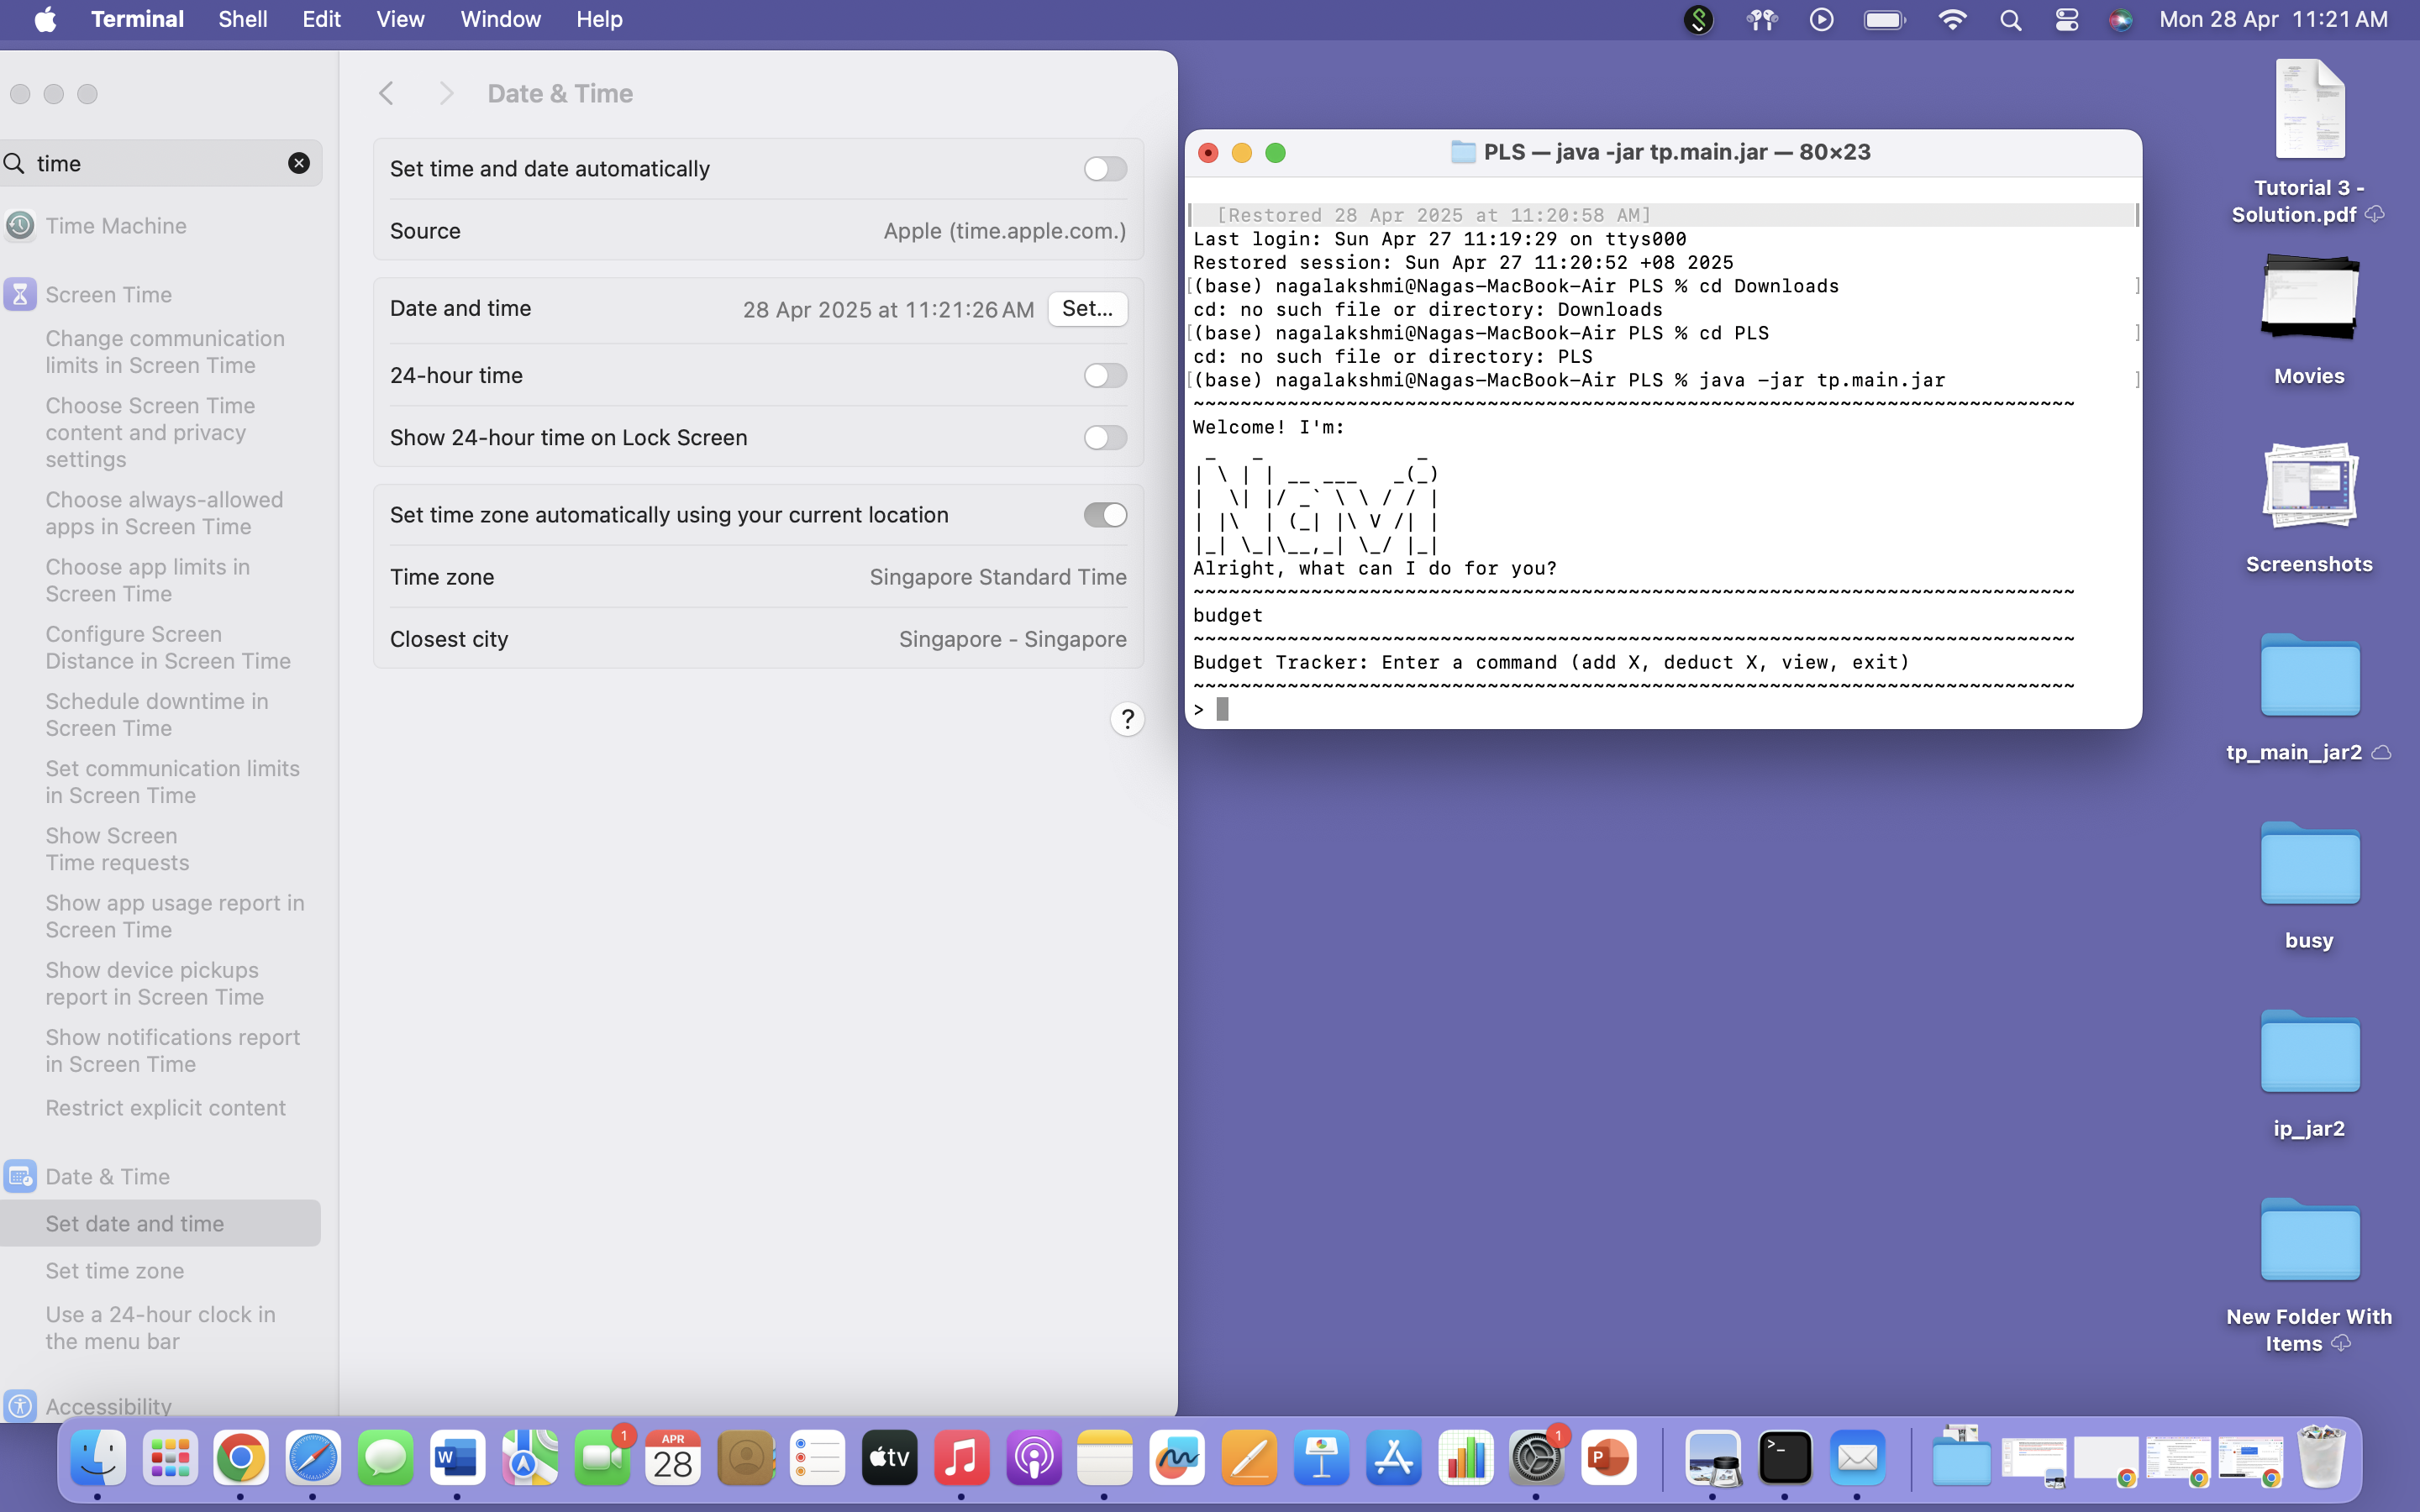 Terminal Shell Edit View Window Help
Mon 28 Apr 11:21 AM
time
Time Machine
Screen Time
Change communication
limits in Screen Time
Choose Screen Time
content and privacy
settings
Choose always-allowed
apps in Screen Time
Choose app limits in
Screen Time
Configure Screen
Distance in Screen Time
Schedule downtime in
Screen Time
Set communication limits
in Screen Time
Show Screen
Time requests
Show app usage report in
Screen Time
Show device pickups
report in Screen Time
Show notifications report
in Screen Time
Restrict explicit content
Date & Time
Set date and time
Set time zone
Use a 24-hour clock in
the menu bar
Accessibility
Date & Time
Set time and date automatically
Source Apple (time.apple.com.)
Date and time 28 Apr 2025 at 11:21:26 AM Set...
24-hour time
Show 24-hour time on Lock Screen
Set time zone automatically using your current location
Time zone Singapore Standard Time
Closest city Singapore - Singapore
?
PLS — java -jar tp.main.jar — 80×23
[Restored 28 Apr 2025 at 11:20:58 AM]
Last login: Sun Apr 27 11:19:29 on ttys000
Restored session: Sun Apr 27 11:20:52 +08 2025
(base) nagalakshmi@Nagas-MacBook-Air PLS % cd Downloads
cd: no such file or directory: Downloads
(base) nagalakshmi@Nagas-MacBook-Air PLS % cd PLS
cd: no such file or directory: PLS
(base) nagalakshmi@Nagas-MacBook-Air PLS % java -jar tp.main.jar
Welcome! I'm:
NaVi
Alright, what can I do for you?
budget
Budget Tracker: Enter a command (add X, deduct X, view, exit)
>
Tutorial 3 -
Solution.pdf
Movies
Screenshots
tp_main_jar2
busy
ip_jar2
New Folder With
Items
W
1
APR
28
tv
1
P
>_